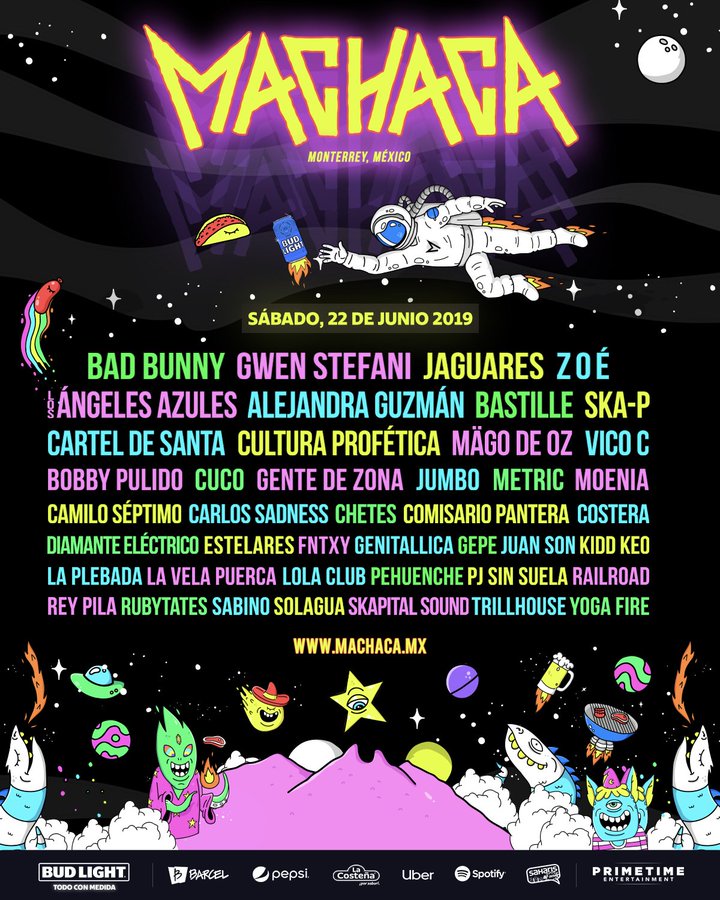 MACHACA
MONTERREY, MÉXICO
BUD LIGHT
SÁBADO, 22 DE JUNIO 2019
BAD BUNNY GWEN STEFANI JAGUARES ZOÉ
LOS ÁNGELES AZULES ALEJANDRA GUZMÁN BASTILLE SKA-P
CARTEL DE SANTA CULTURA PROFÉTICA MÄGO DE OZ VICO C
BOBBY PULIDO CUCO GENTE DE ZONA JUMBO METRIC MOENIA
CAMILO SÉPTIMO CARLOS SADNESS CHETES COMISARIO PANTERA COSTERA
DIAMANTE ELÉCTRICO ESTELARES FNTXY GENITALLICA GEPE JUAN SON KIDD KEO
LA PLEBADA LA VELA PUERCA LOLA CLUB PEHUENCHE PJ SIN SUELA RAILROAD
REY PILA RUBYTATES SABINO SOLAGUA SKAPITAL SOUND TRILLHOUSE YOGA FIRE
WWW.MACHACA.MX
BUD LIGHT BARCEL pepsi La Costeña Uber Spotify saharis PRIMETIME
TODO CON MEDIDA ¡por sabor! ENTERTAINMENT